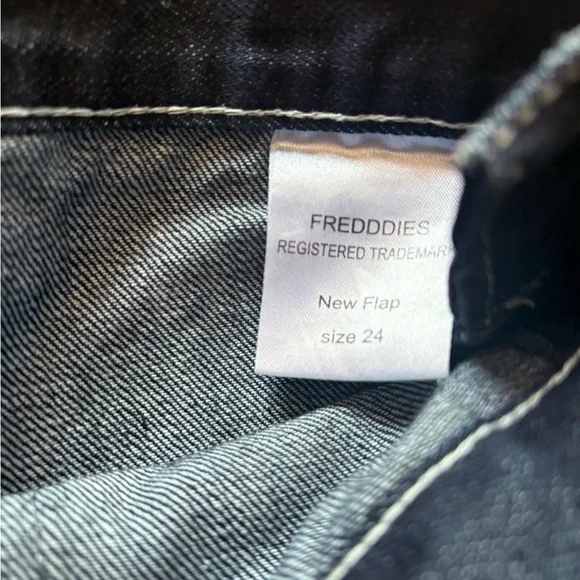 FREDDDIES
REGISTERED TRADEMARK
New Flap
size 24